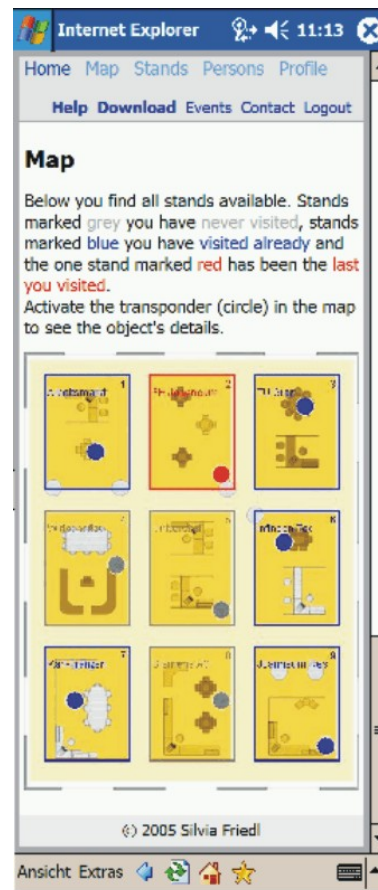 Internet Explorer 11:13
Home Map Stands Persons Profile
Help Download Events Contact Logout
Map
Below you find all stands available. Stands
marked grey you have never visited, stands
marked blue you have visited already and
the one stand marked red has been the last
you visited.
Activate the transponder (circle) in the map
to see the object's details.
1 2 3
4 5 6
7 8 9
(c) 2005 Silvia Friedl
Ansicht Extras